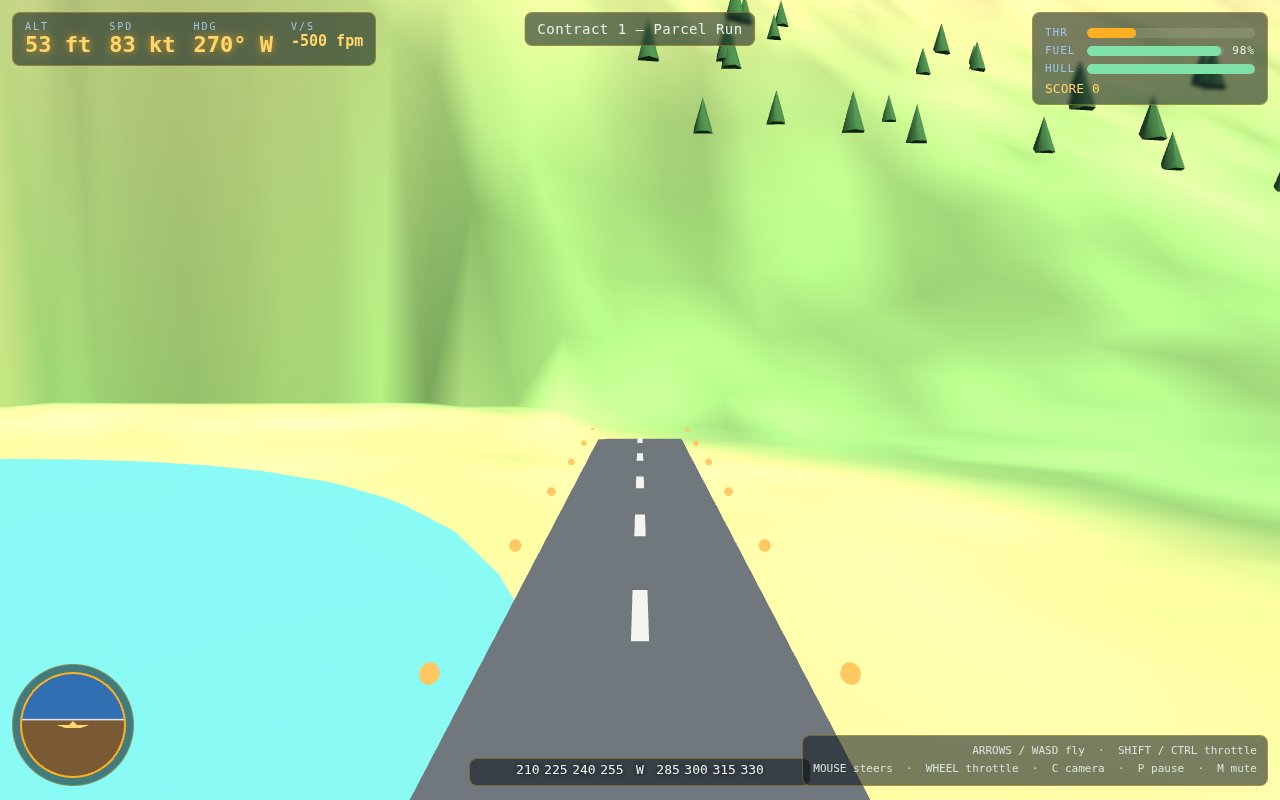 ALT SPD HDG V/S
53 ft 83 kt 270° W -500 fpm
Contract 1 — Parcel Run
THR
FUEL 98%
HULL
SCORE 0
ARROWS / WASD fly · SHIFT / CTRL throttle
MOUSE steers · WHEEL throttle · C camera · P pause · M mute
210 225 240 255 W 285 300 315 330